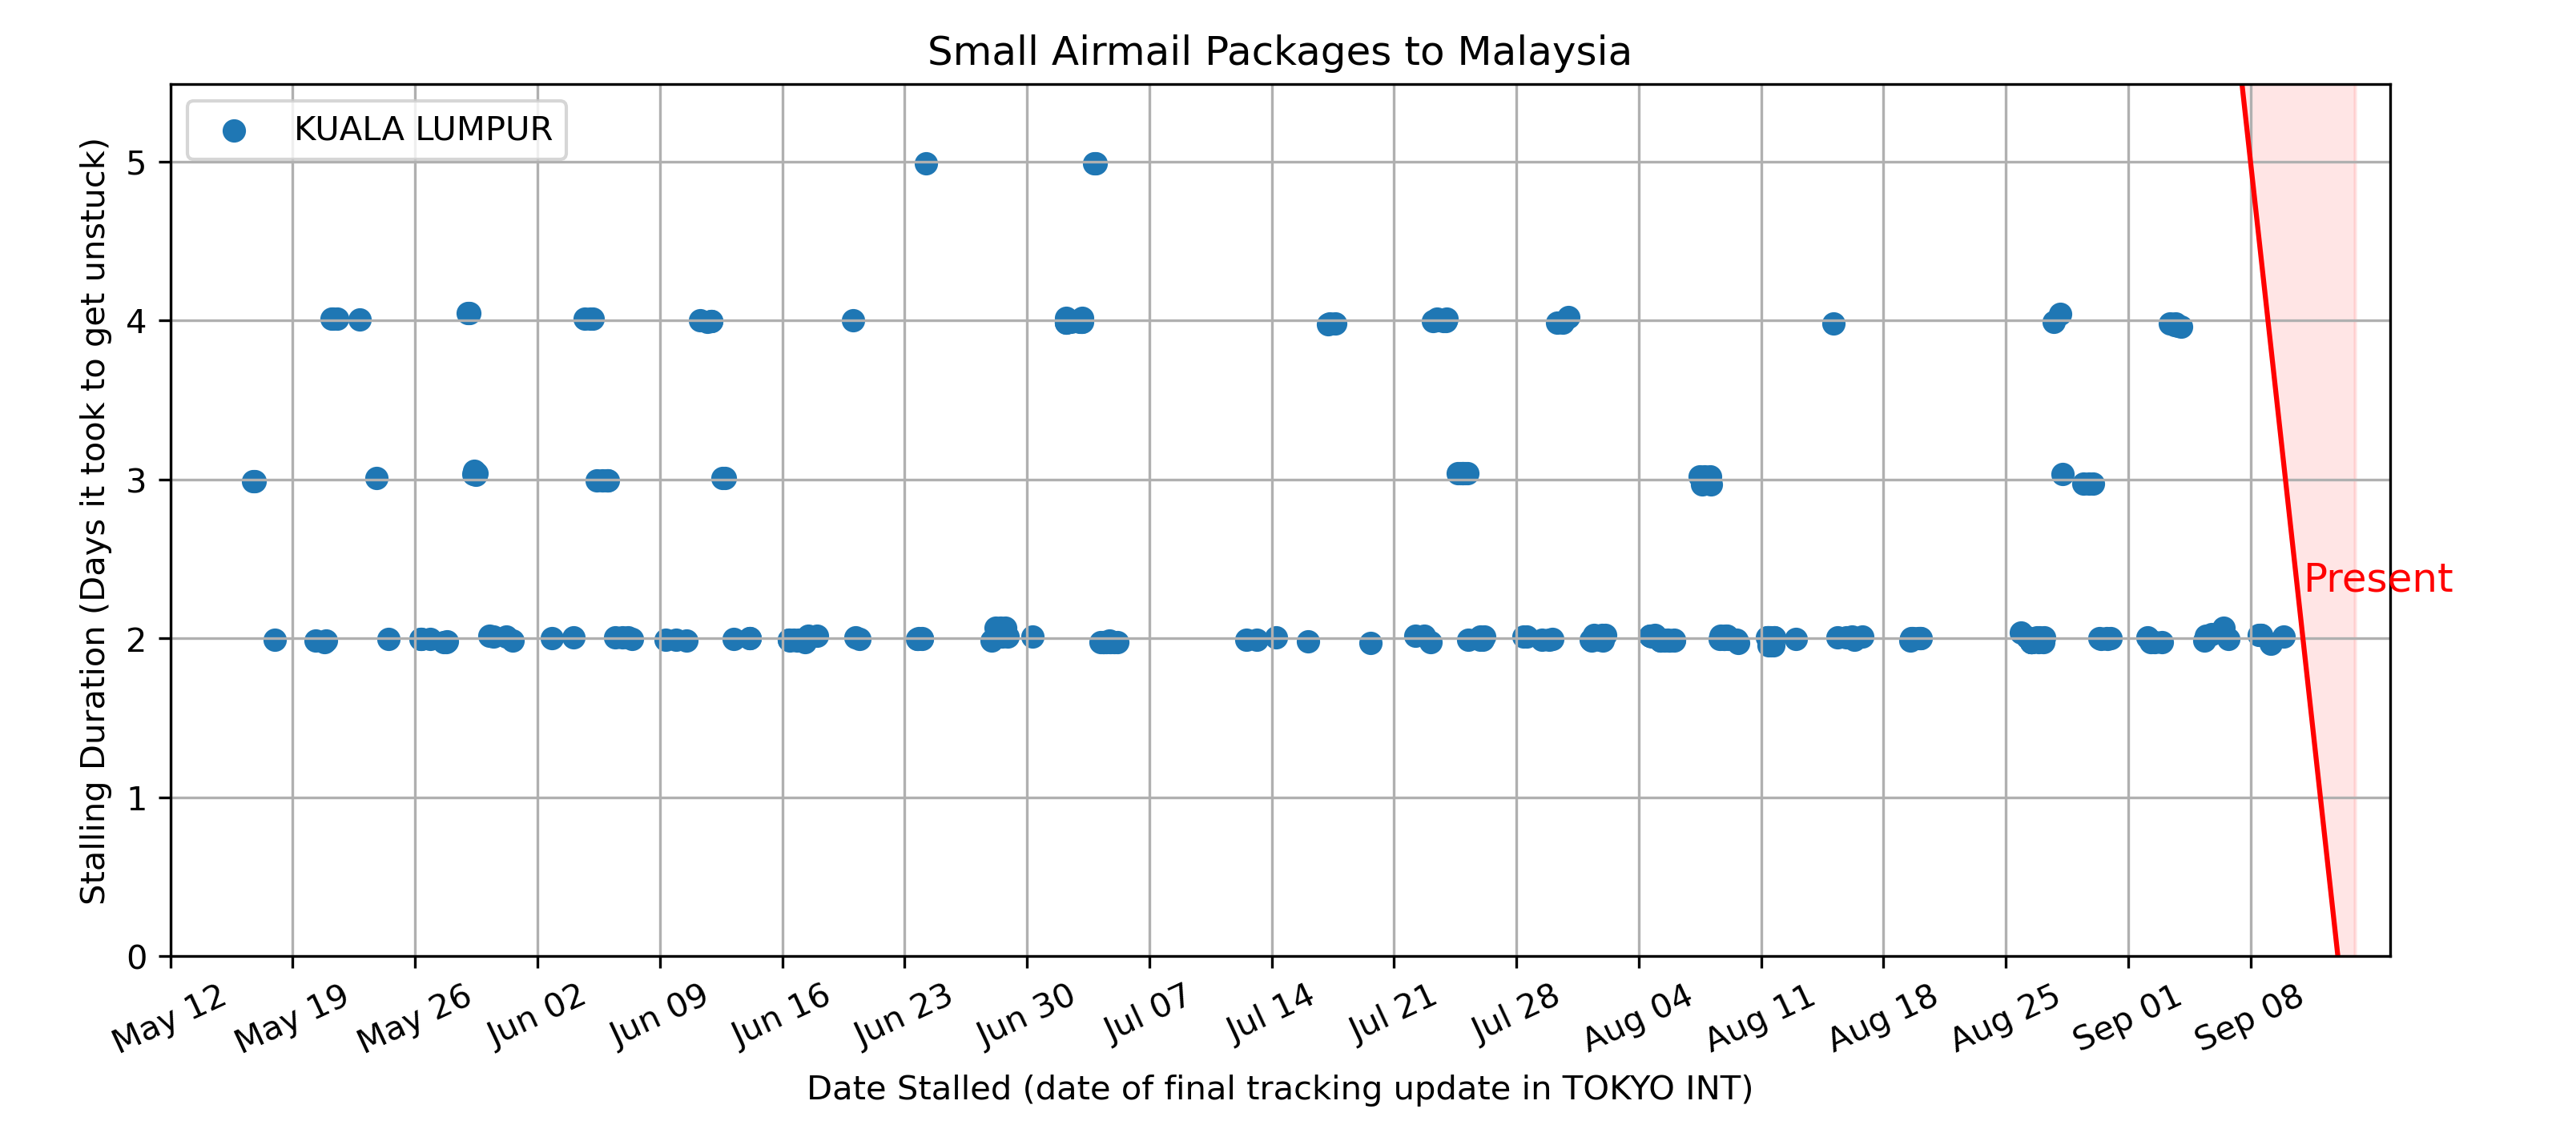 Small Airmail Packages to Malaysia
KUALA LUMPUR
Stalling Duration (Days it took to get unstuck)
5
4
3
2
1
0
Present
May 12
May 19
May 26
Jun 02
Jun 09
Jun 16
Jun 23
Jun 30
Jul 07
Jul 14
Jul 21
Jul 28
Aug 04
Aug 11
Aug 18
Aug 25
Sep 01
Sep 08
Date Stalled (date of final tracking update in TOKYO INT)